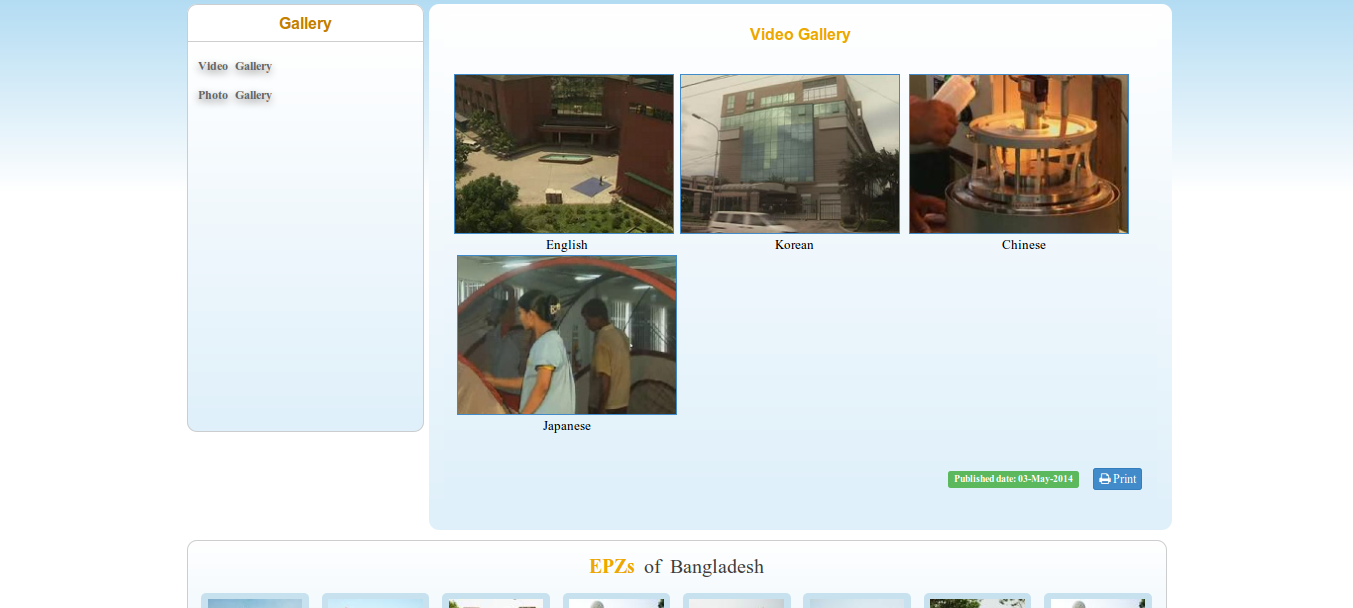 Gallery
Video Gallery
Photo Gallery
Video Gallery
English
Korean
Chinese
Japanese
Published date: 03-May-2014
Print
EPZs of Bangladesh